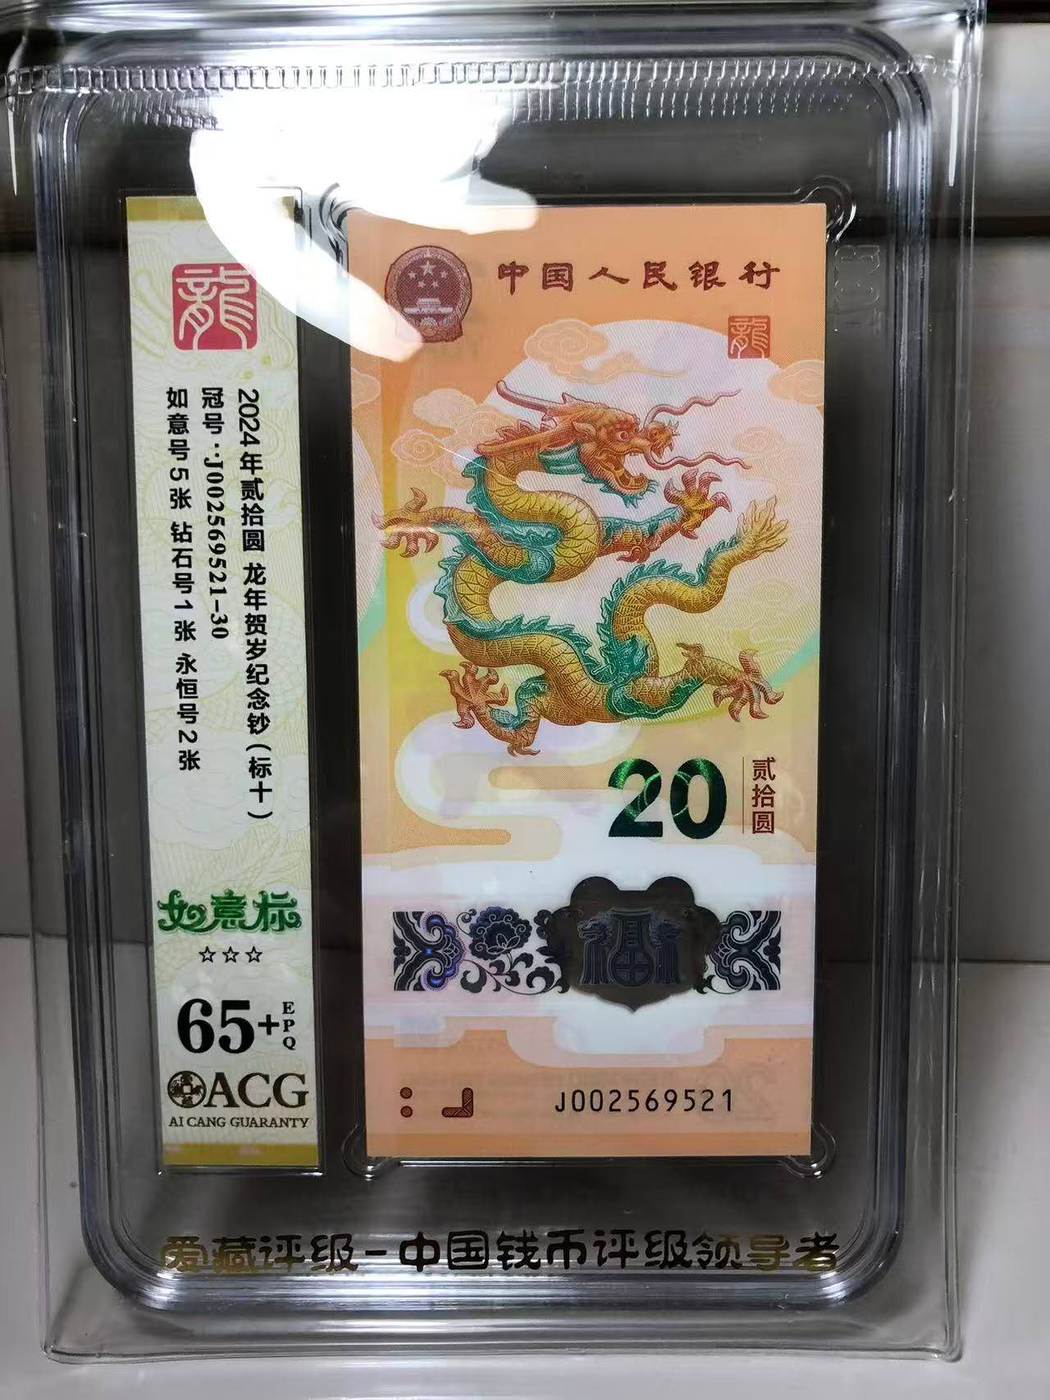 龍
2024年贰拾圆 龙年贺岁纪念钞(标十)
冠号:J002569521-30
如意号5张 钻石号1张 永恒号2张
如意标
☆☆☆
65+EPQ
ACG
AI CANG GUARANTY
中国人民银行
龍
20
贰拾圆
J002569521
爱藏评级-中国钱币评级领导者